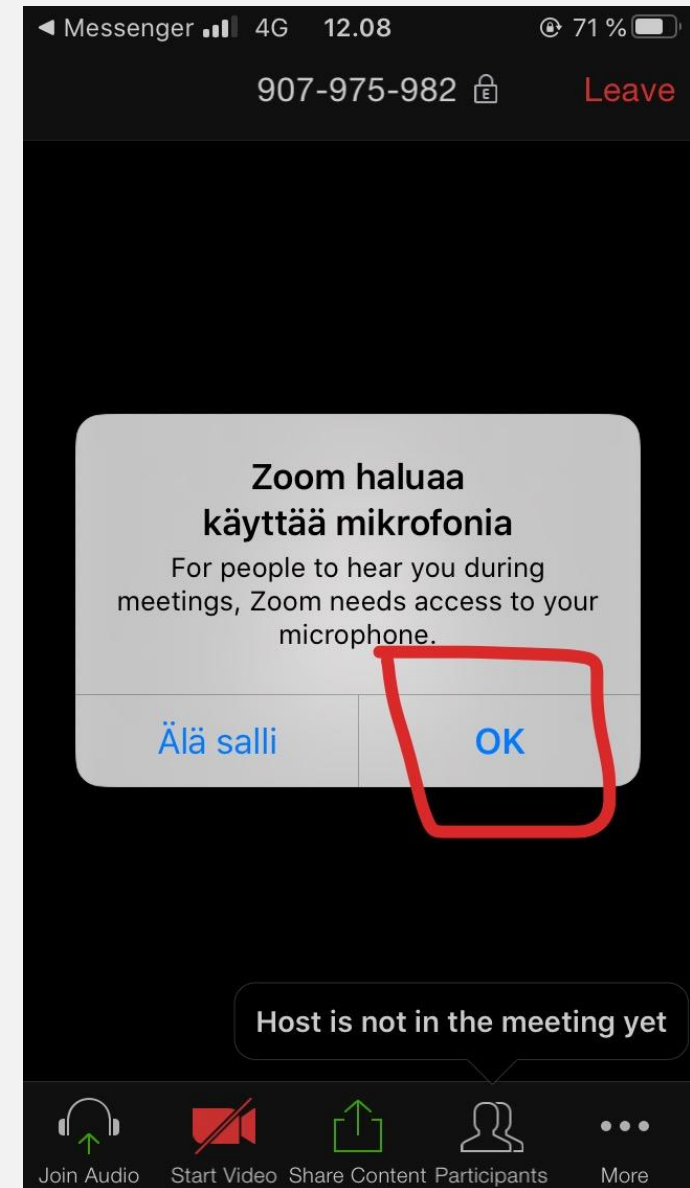 Messenger 4G 12.08 71 %
907-975-982 Leave
Zoom haluaa
käyttää mikrofonia
For people to hear you during
meetings, Zoom needs access to your
microphone.
Älä salli OK
Host is not in the meeting yet
Join Audio Start Video Share Content Participants More